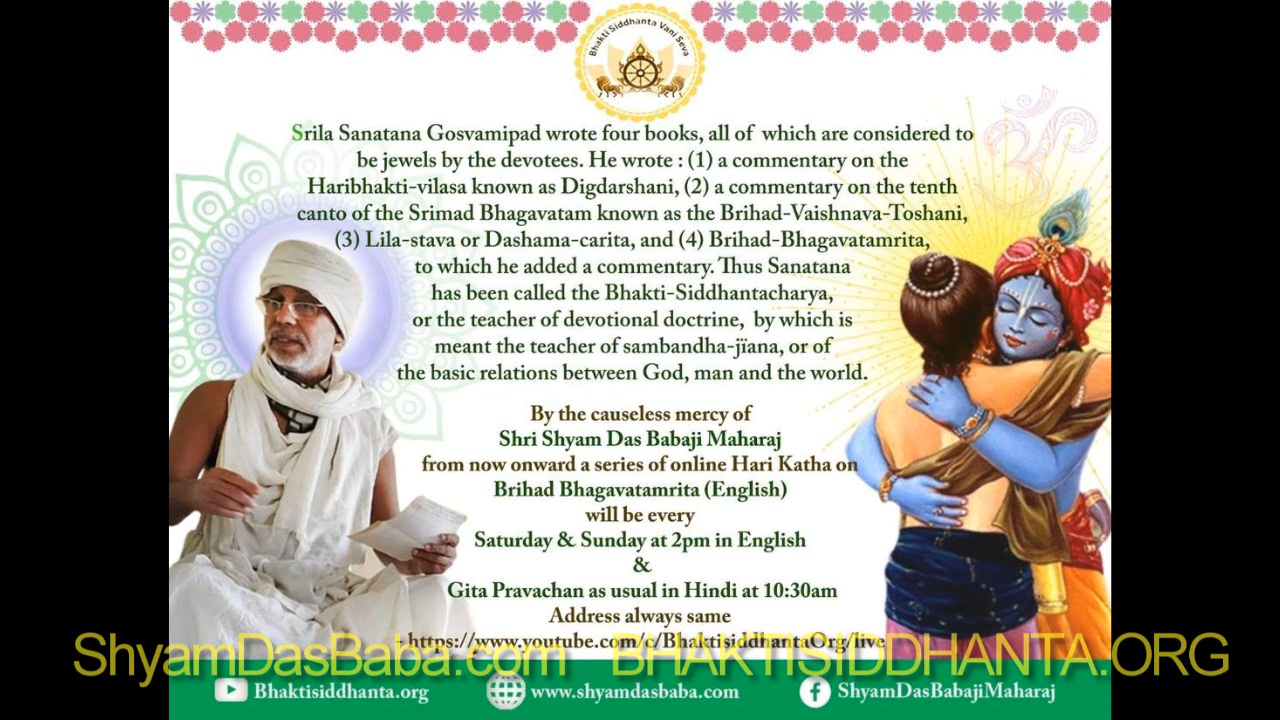 Bhakti Siddhanta Vani Seva
Srila Sanatana Gosvamipad wrote four books, all of which are considered to
be jewels by the devotees. He wrote : (1) a commentary on the
Haribhakti-vilasa known as Digdarshani, (2) a commentary on the tenth
canto of the Srimad Bhagavatam known as the Brihad-Vaishnava-Toshani,
(3) Lila-stava or Dashama-carita, and (4) Brihad-Bhagavatamrita,
to which he added a commentary. Thus Sanatana
has been called the Bhakti-Siddhantacharya,
or the teacher of devotional doctrine, by which is
meant the teacher of sambandha-jïana, or of
the basic relations between God, man and the world.
By the causeless mercy of
Shri Shyam Das Babaji Maharaj
from now onward a series of online Hari Katha on
Brihad Bhagavatamrita (English)
will be every
Saturday & Sunday at 2pm in English
&
Gita Pravachan as usual in Hindi at 10:30am
Address always same
https://www.youtube.com/c/BhaktisiddhantaOrg/live
ShyamDasBaba.com BHAKTISIDDHANTA.ORG
Bhaktisiddhanta.org www.shyamdasbaba.com ShyamDasBabajiMaharaj
ॐ